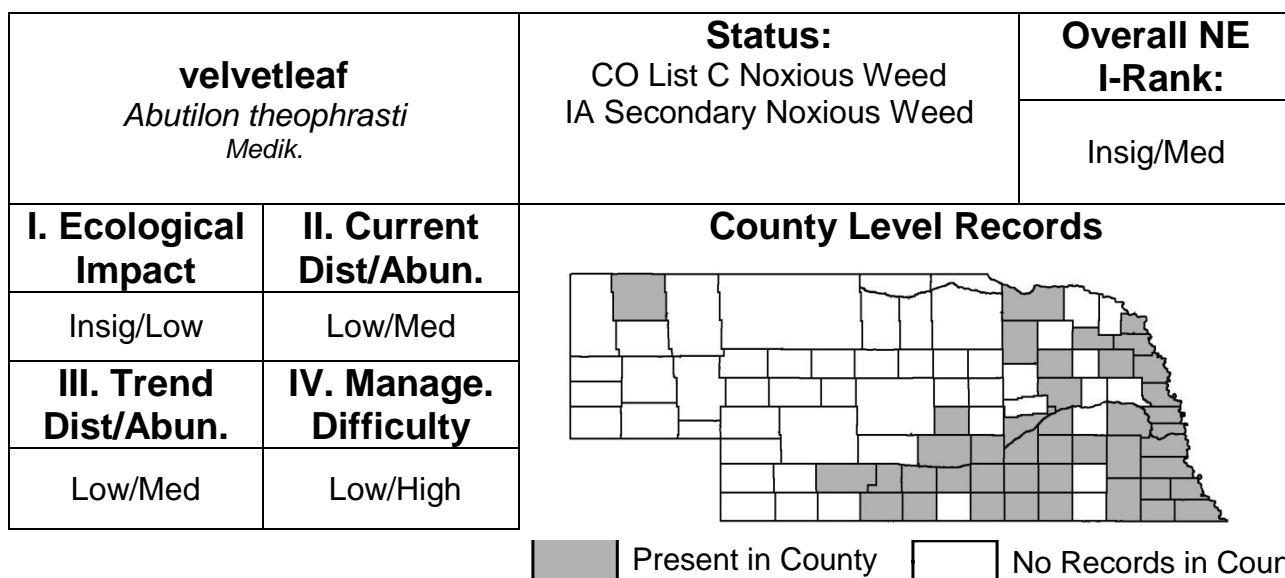 velvetleaf
Abutilon theophrasti
Medik.
Status:
CO List C Noxious Weed
IA Secondary Noxious Weed
Overall NE
I-Rank:
Insig/Med
I. Ecological
Impact
II. Current
Dist/Abun.
Insig/Low
Low/Med
III. Trend
Dist/Abun.
IV. Manage.
Difficulty
Low/Med
Low/High
County Level Records
Present in County
No Records in Coun